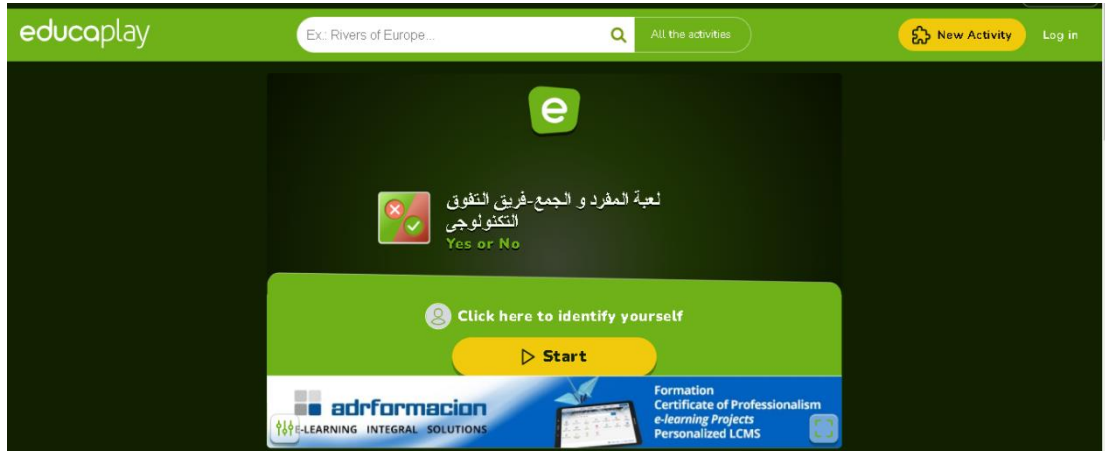 educaplay
Ex.: Rivers of Europe...
All the activities
New Activity
Log in
e
لعبة المفرد و الجمع-فريق التفوق
التكنولوجى
Yes or No
Click here to identify yourself
Start
adrformacion
E-LEARNING INTEGRAL SOLUTIONS
Formation
Certificate of Professionalism
e-learning Projects
Personalized LCMS